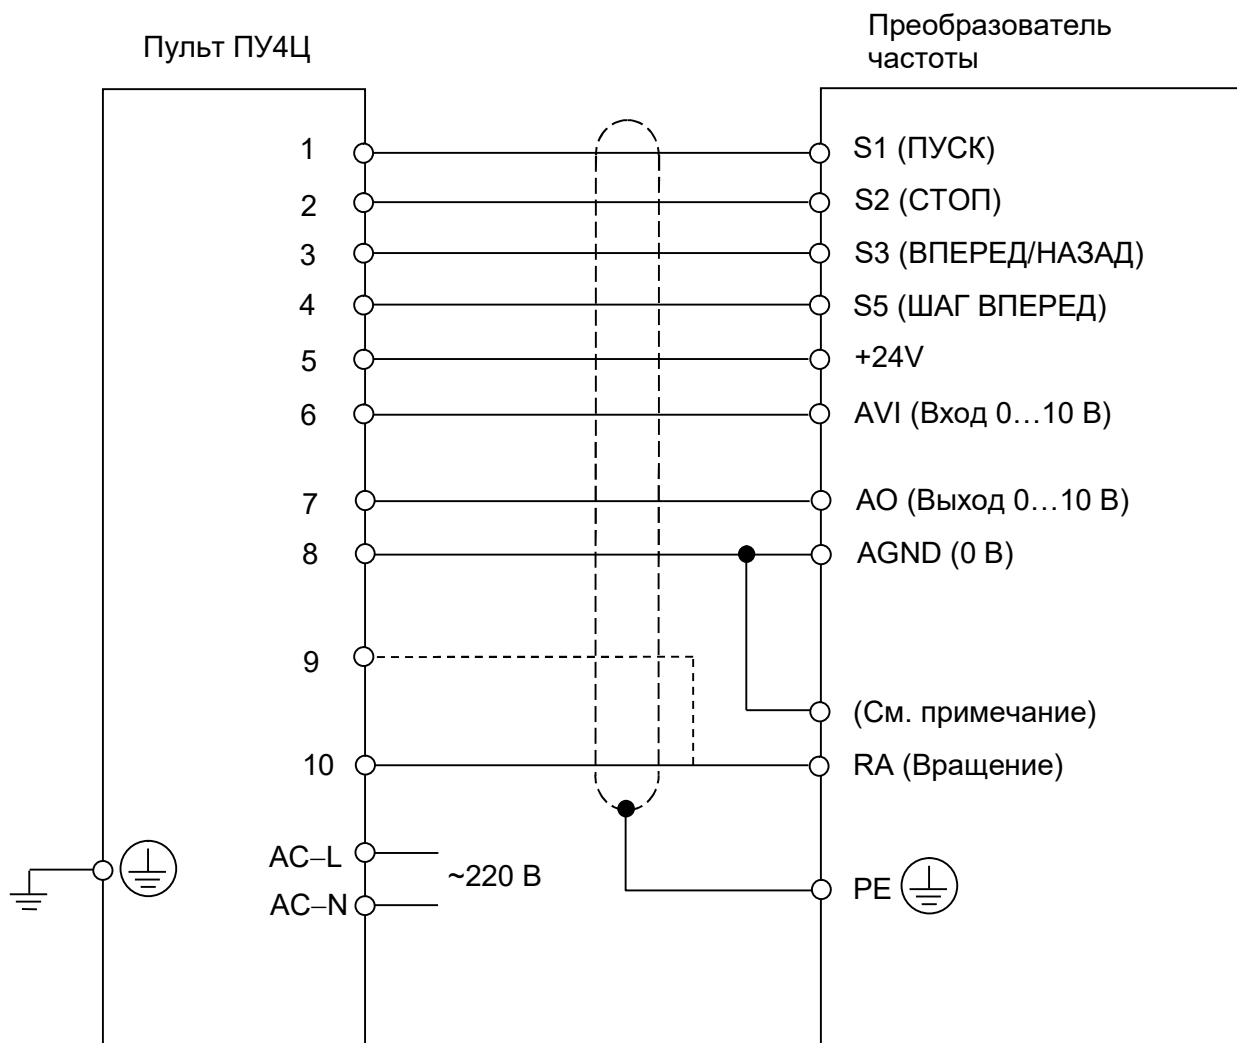 Пульт ПУ4Ц
Преобразователь
частоты
1
S1 (ПУСК)
2
S2 (СТОП)
3
S3 (ВПЕРЕД/НАЗАД)
4
S5 (ШАГ ВПЕРЕД)
5
+24V
6
AVI (Вход 0…10 В)
7
AO (Выход 0…10 В)
8
AGND (0 В)
9
(См. примечание)
10
RA (Вращение)
AC–L
~220 В
AC–N
PE